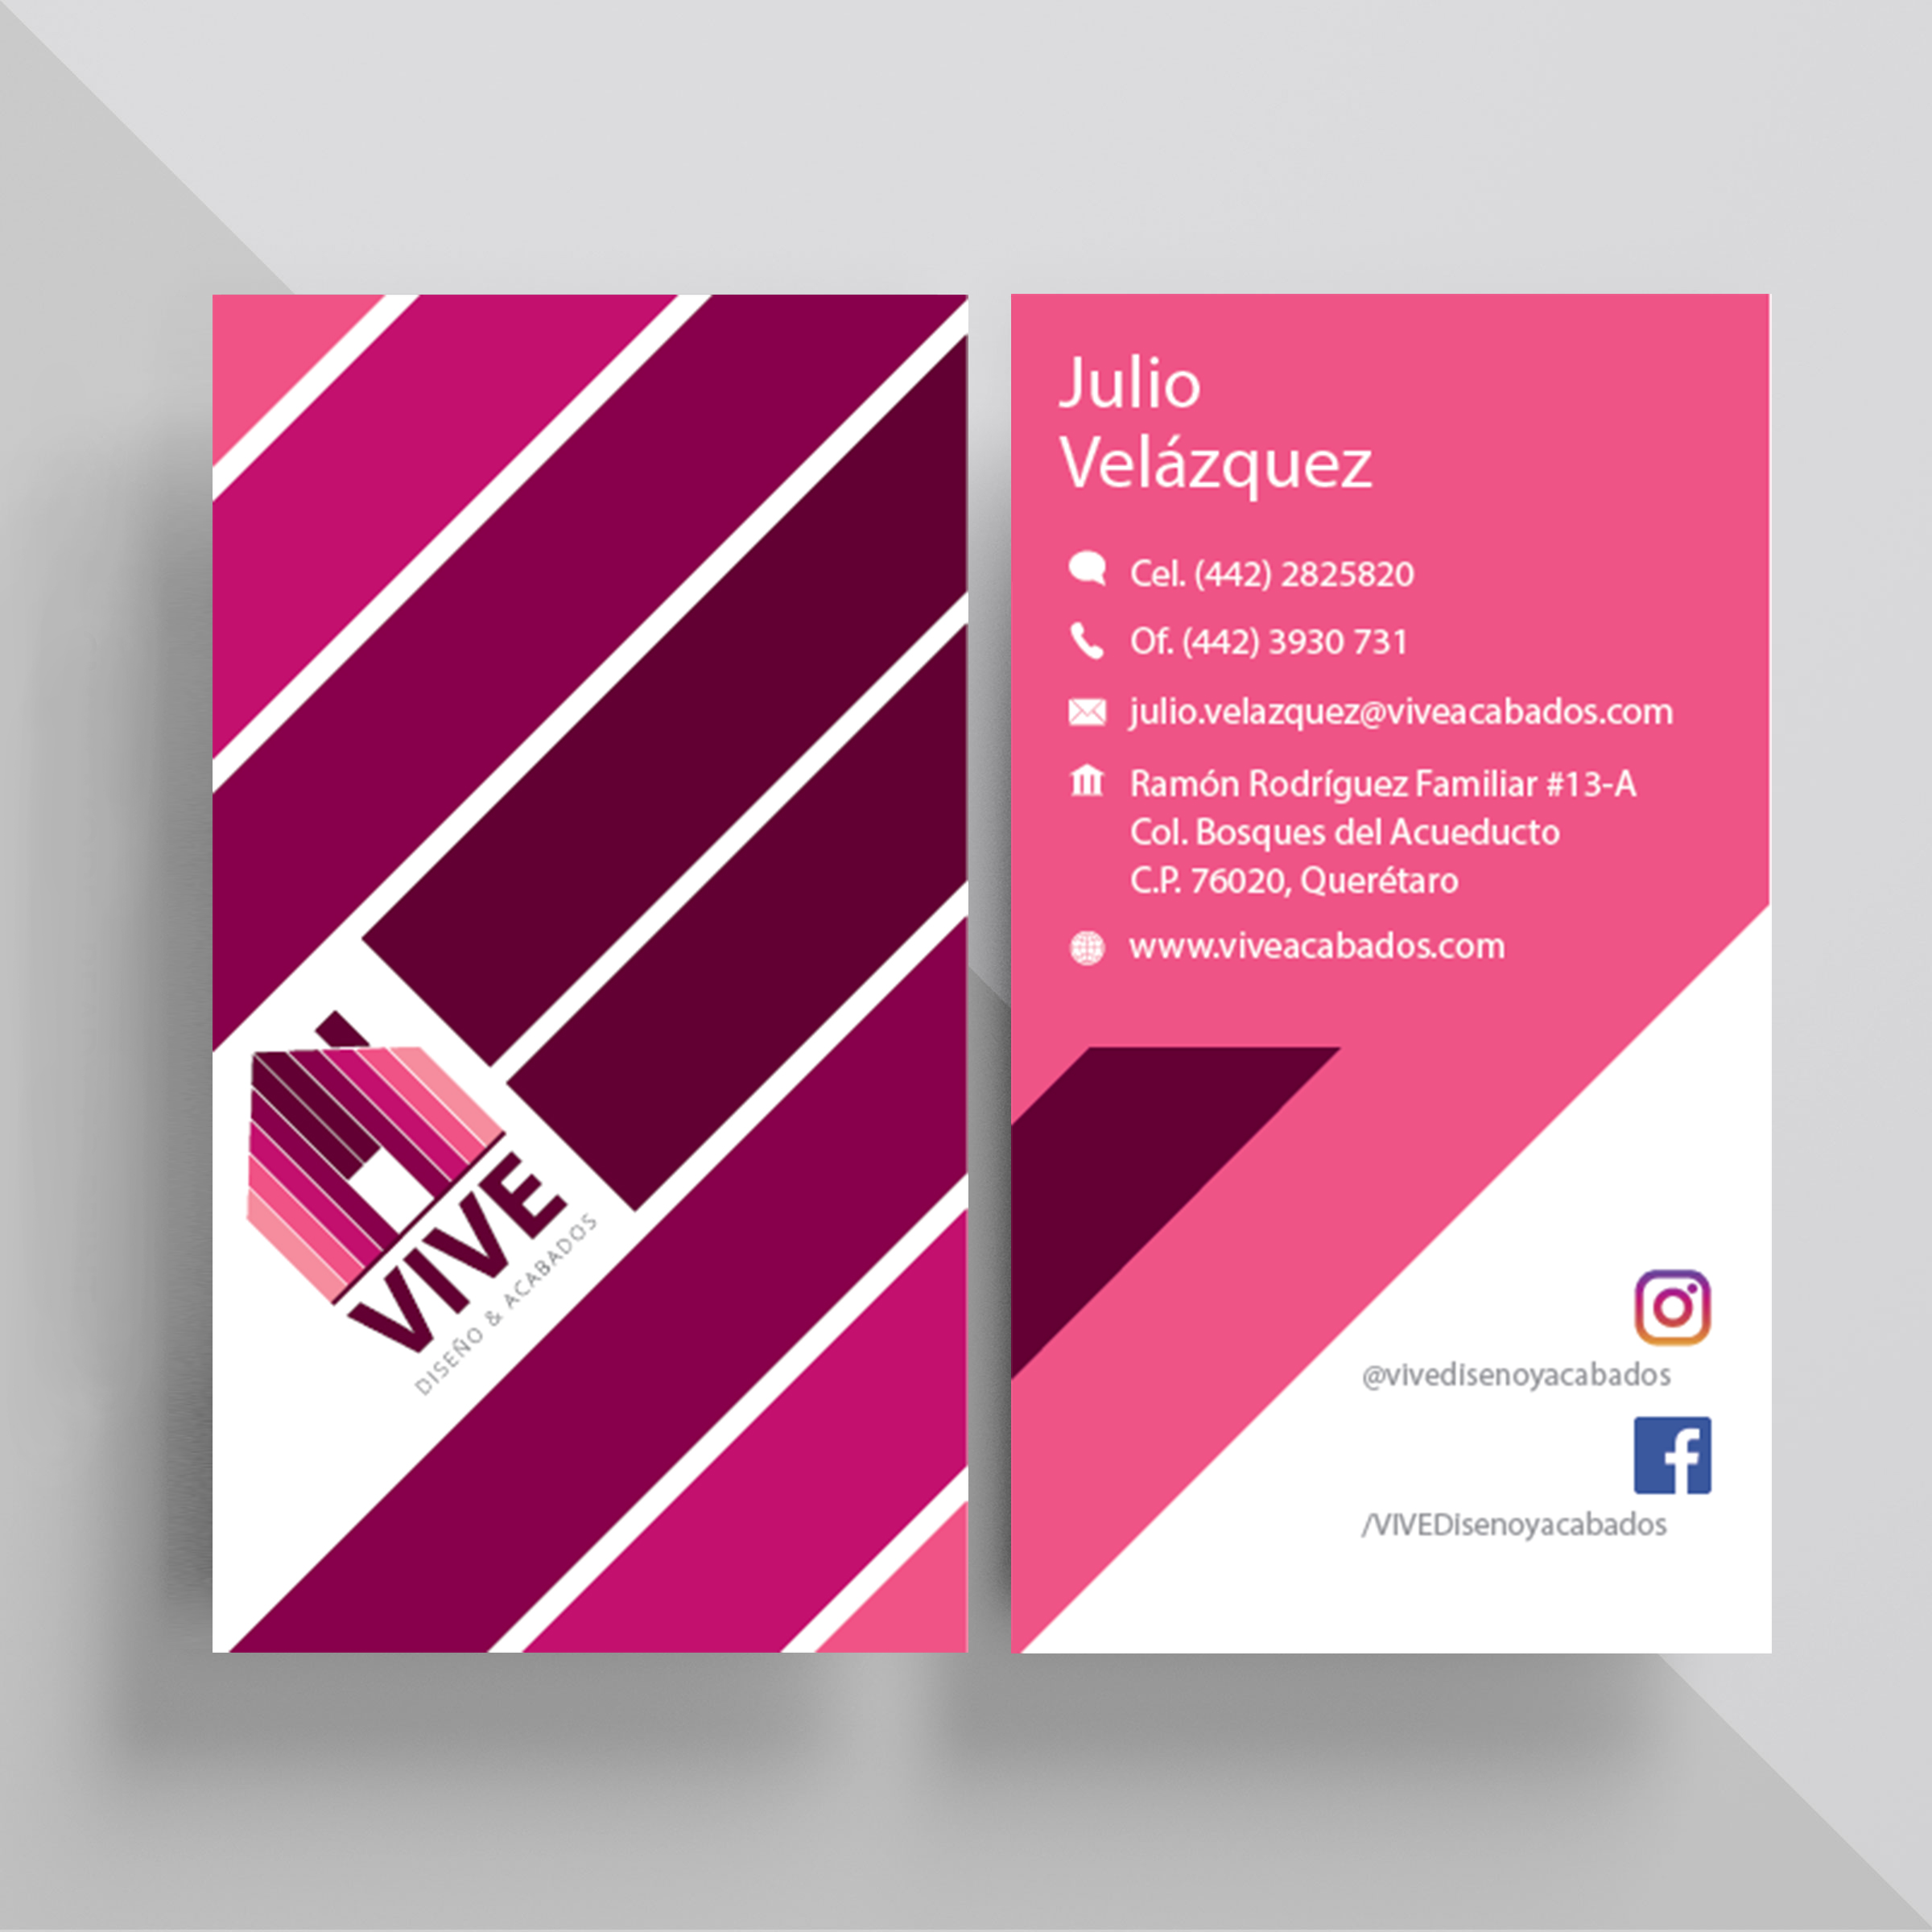 VIVE
DISEÑO & ACABADOS
Julio
Velázquez
Cel. (442) 2825820
Of. (442) 3930 731
julio.velazquez@viveacabados.com
Ramón Rodríguez Familiar #13-A
Col. Bosques del Acueducto
C.P. 76020, Querétaro
www.viveacabados.com
@vivedisenoyacabados
/VIVEDisenoyacabados